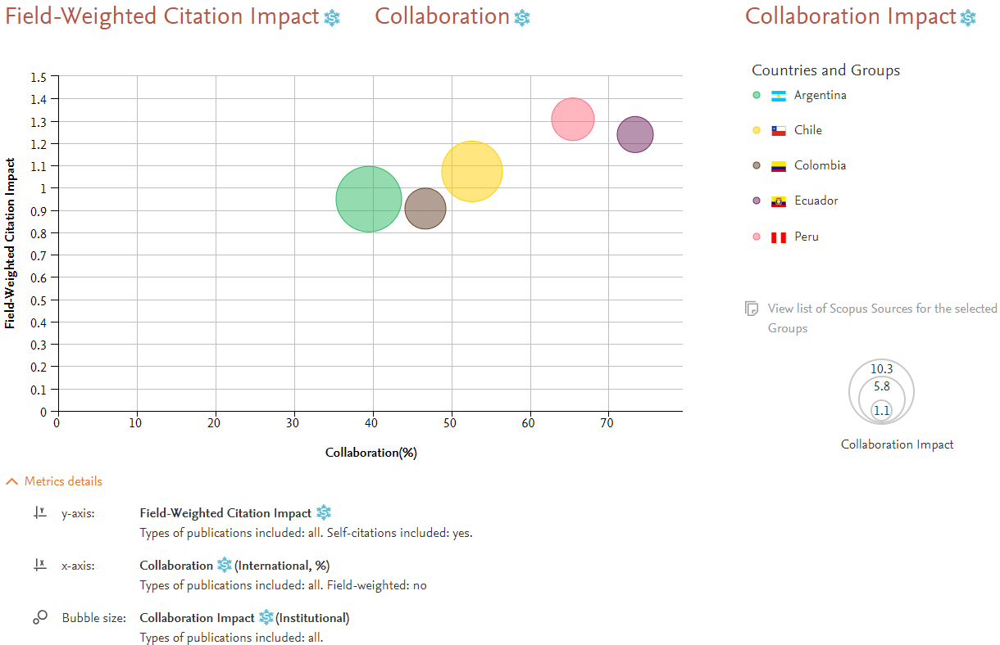 Field-Weighted Citation Impact
Collaboration
Collaboration Impact
Countries and Groups
Argentina
Chile
Colombia
Ecuador
Peru
View list of Scopus Sources for the selected
Groups
10.3
5.8
1.1
Collaboration Impact
Field-Weighted Citation Impact
1.5
1.4
1.3
1.2
1.1
1
0.9
0.8
0.7
0.6
0.5
0.4
0.3
0.2
0.1
0
0 10 20 30 40 50 60 70
Collaboration(%)
Metrics details
y-axis: Field-Weighted Citation Impact
Types of publications included: all. Self-citations included: yes.
x-axis: Collaboration (International, %)
Types of publications included: all. Field-weighted: no
Bubble size: Collaboration Impact (Institutional)
Types of publications included: all.